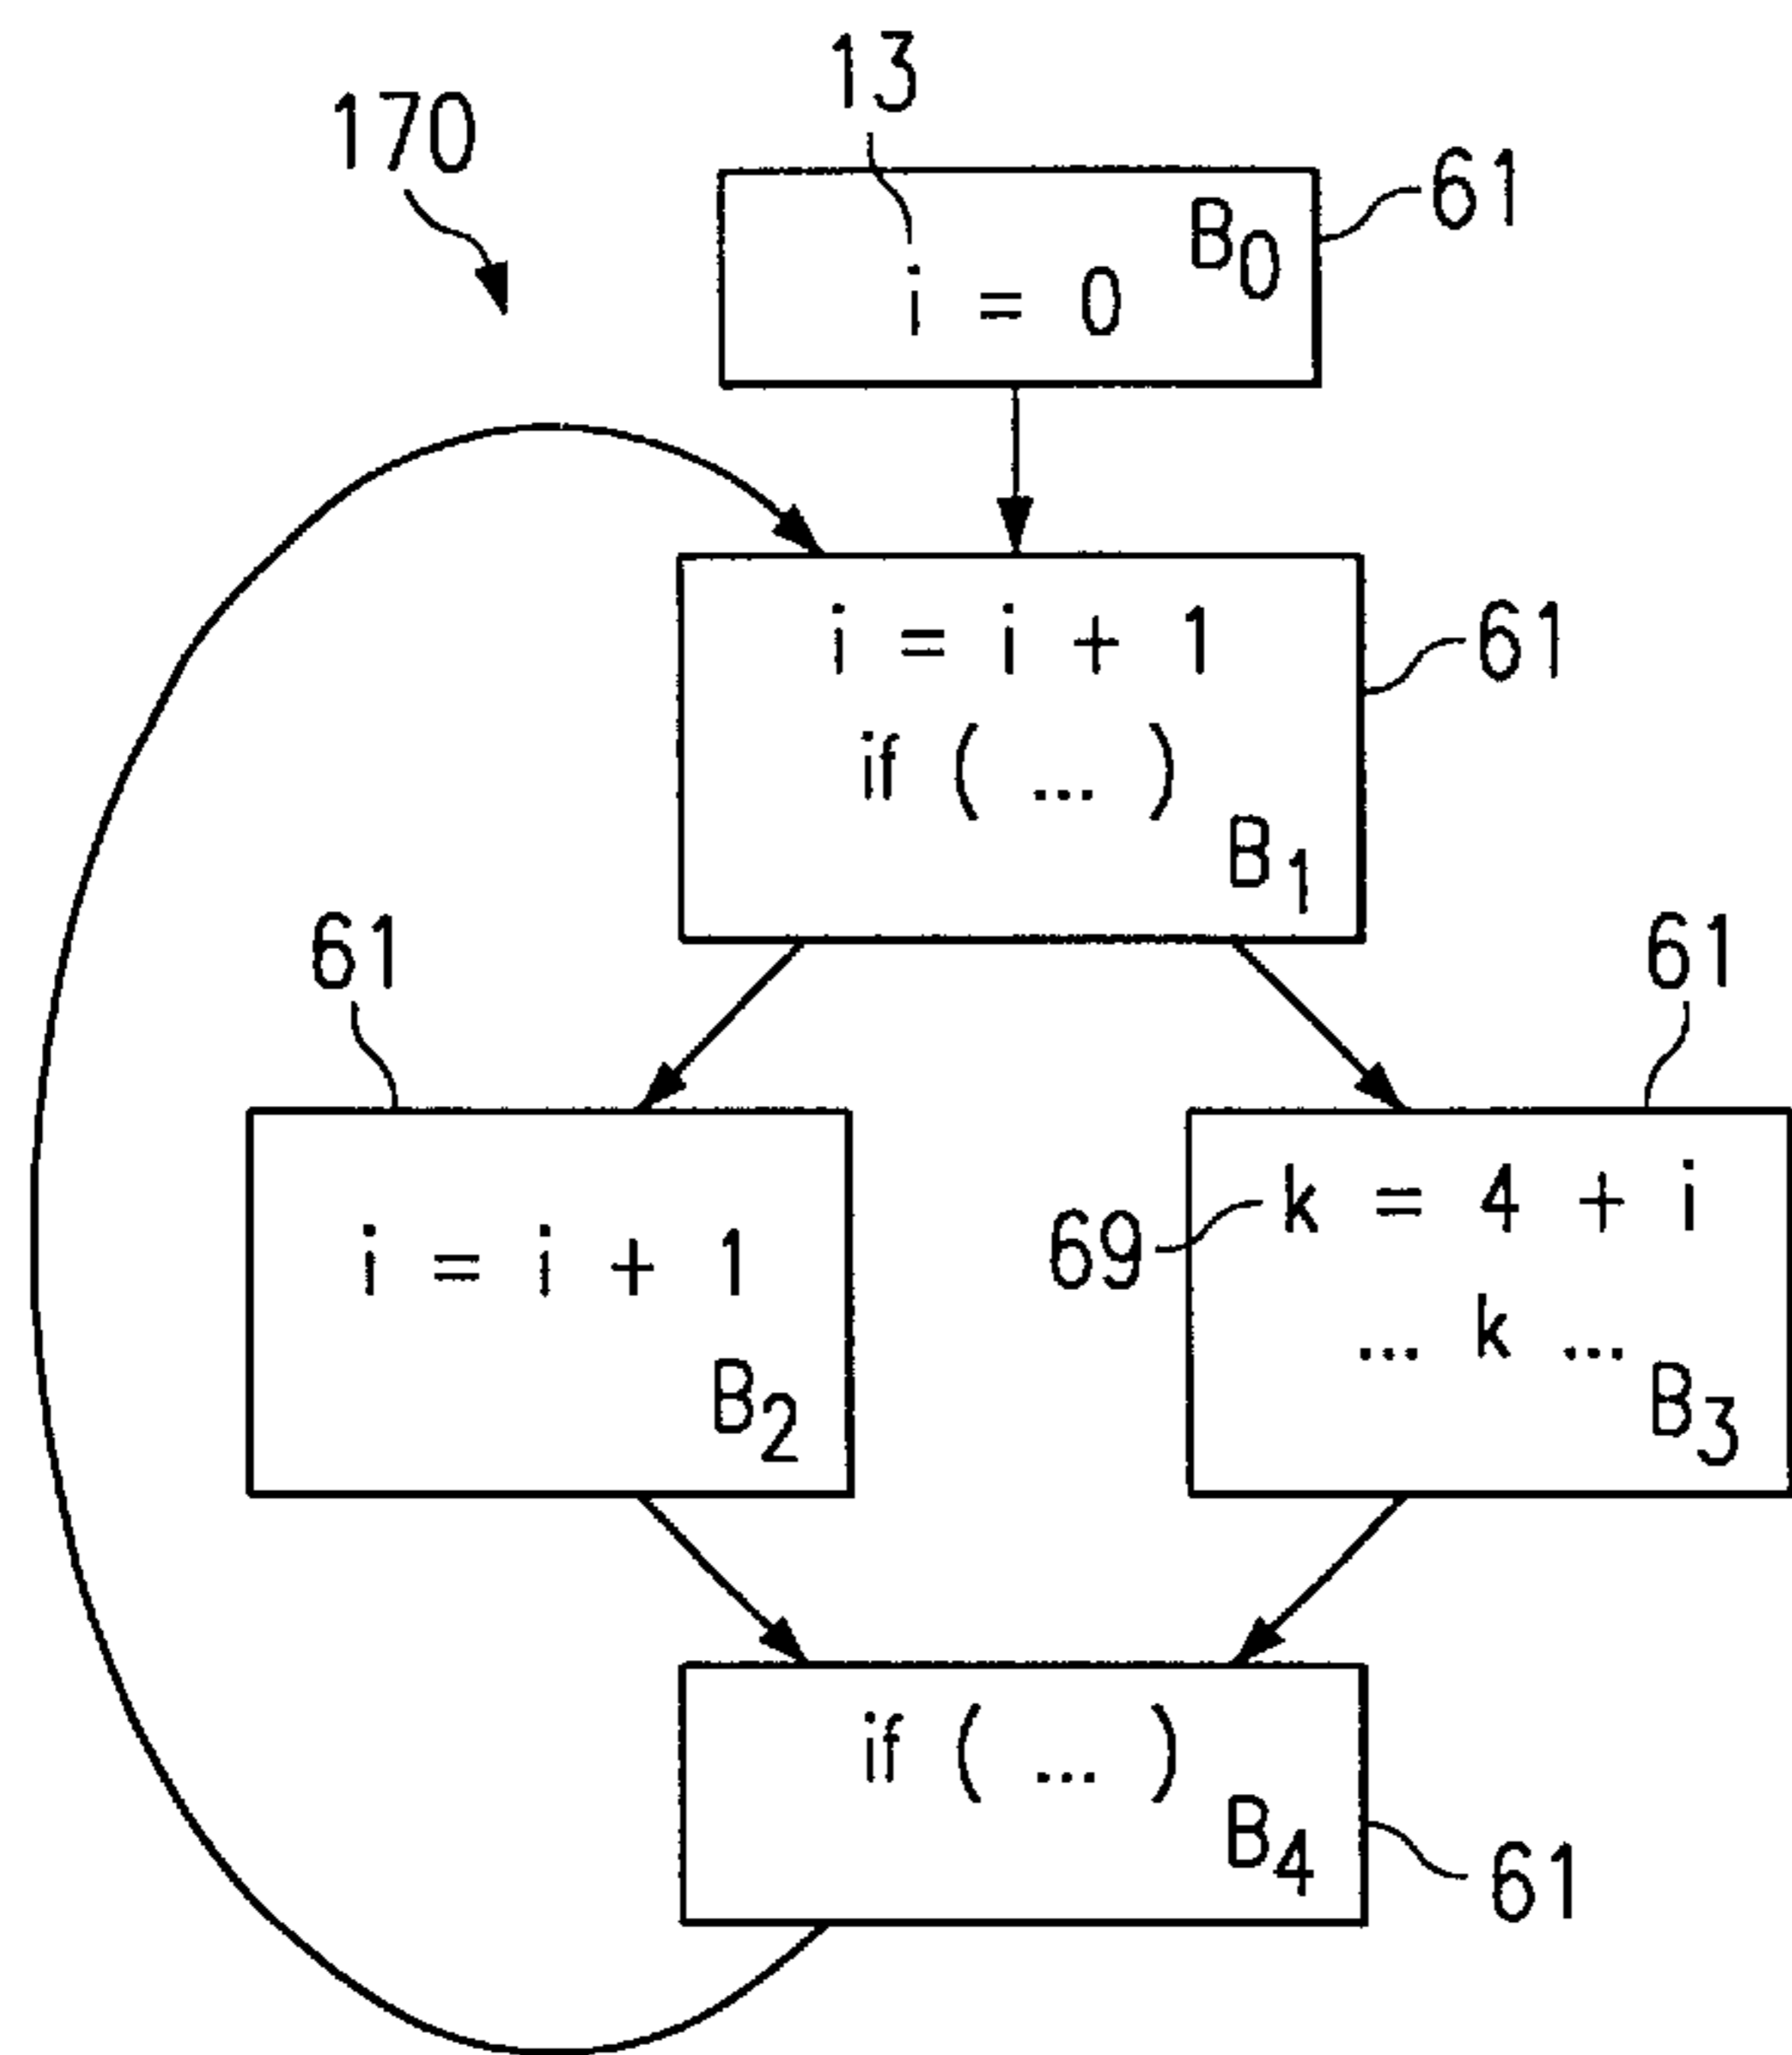 13
170
61
B0
i = 0
i = i + 1
61
if ( ... )
B1
61
61
i = i + 1
B2
69
k = 4 + i
... k ...
B3
if ( ... )
B4
61